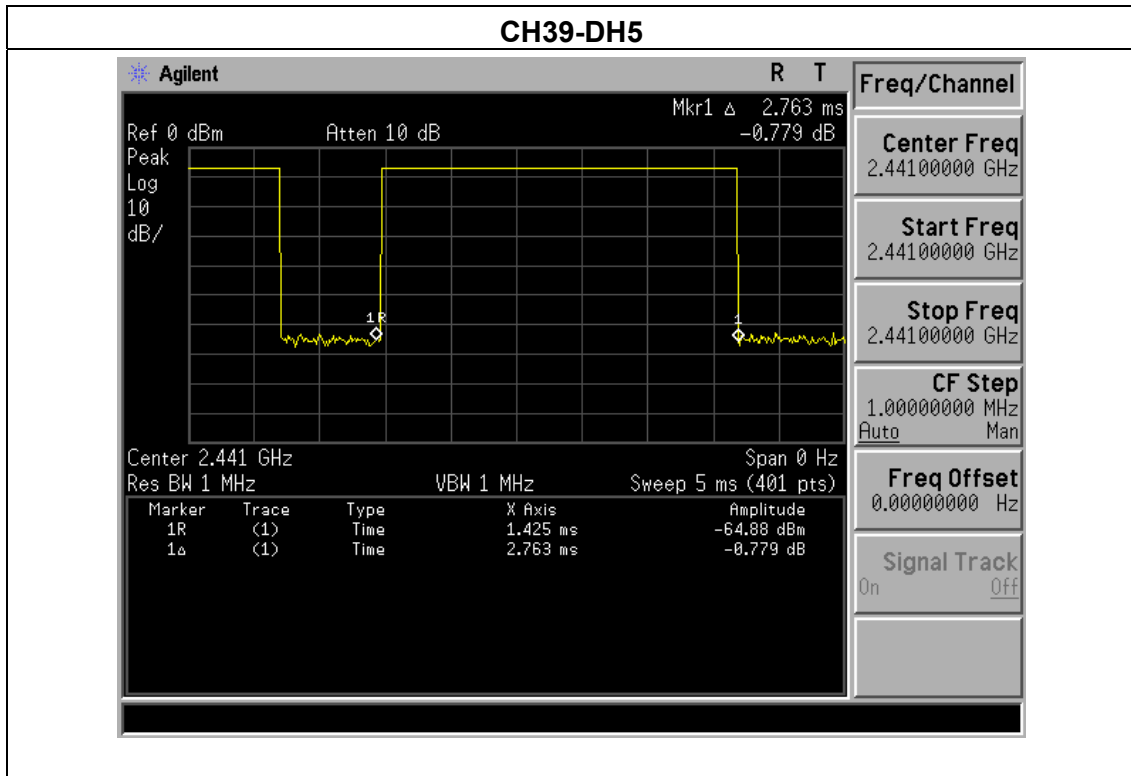 CH39-DH5
Agilent R T
Mkr1 Δ 2.763 ms
Ref 0 dBm Atten 10 dB -0.779 dB
Peak
Log
10
dB/
1R
1
Center 2.441 GHz Span 0 Hz
Res BW 1 MHz VBW 1 MHz Sweep 5 ms (401 pts)
Marker Trace Type X Axis Amplitude
1R (1) Time 1.425 ms -64.88 dBm
1Δ (1) Time 2.763 ms -0.779 dB
Freq/Channel
Center Freq
2.44100000 GHz
Start Freq
2.44100000 GHz
Stop Freq
2.44100000 GHz
CF Step
1.00000000 MHz
Auto Man
Freq Offset
0.00000000 Hz
Signal Track
On Off